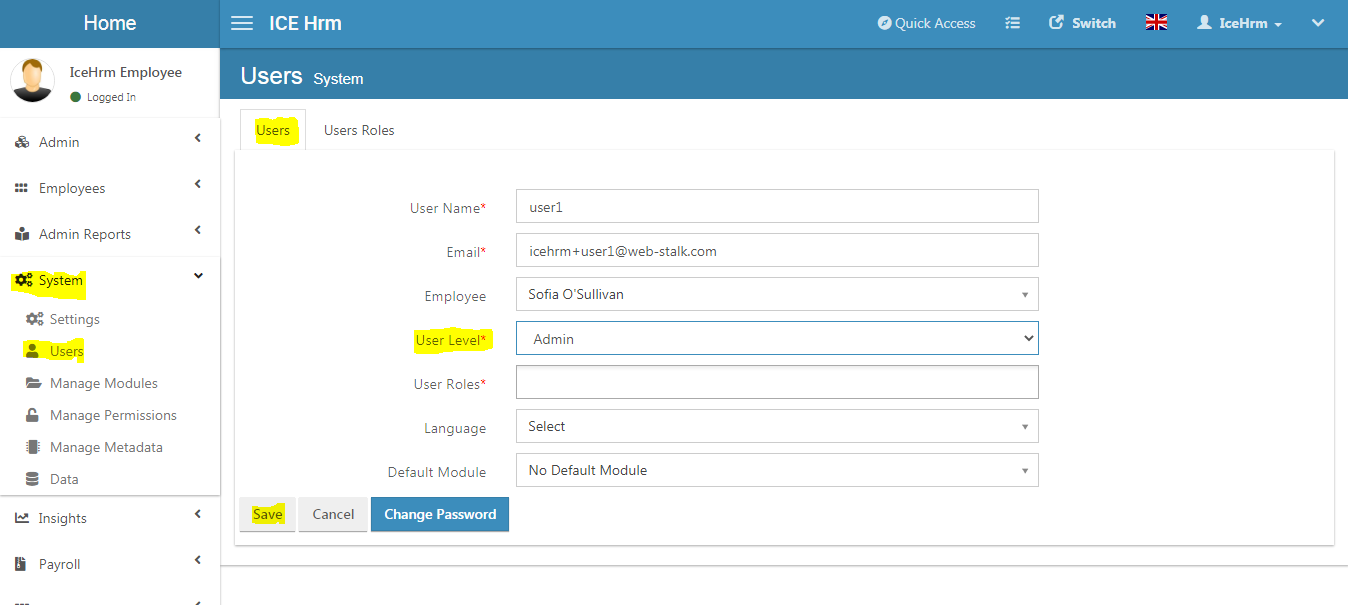 Home
ICE Hrm
Quick Access
Switch
IceHrm
IceHrm Employee
Logged In
Users System
Admin
Employees
Admin Reports
System
Settings
Users
Manage Modules
Manage Permissions
Manage Metadata
Data
Insights
Payroll
Users
Users Roles
User Name* user1
Email* icehrm+user1@web-stalk.com
Employee Sofia O'Sullivan
User Level* Admin
User Roles*
Language Select
Default Module No Default Module
Save Cancel Change Password